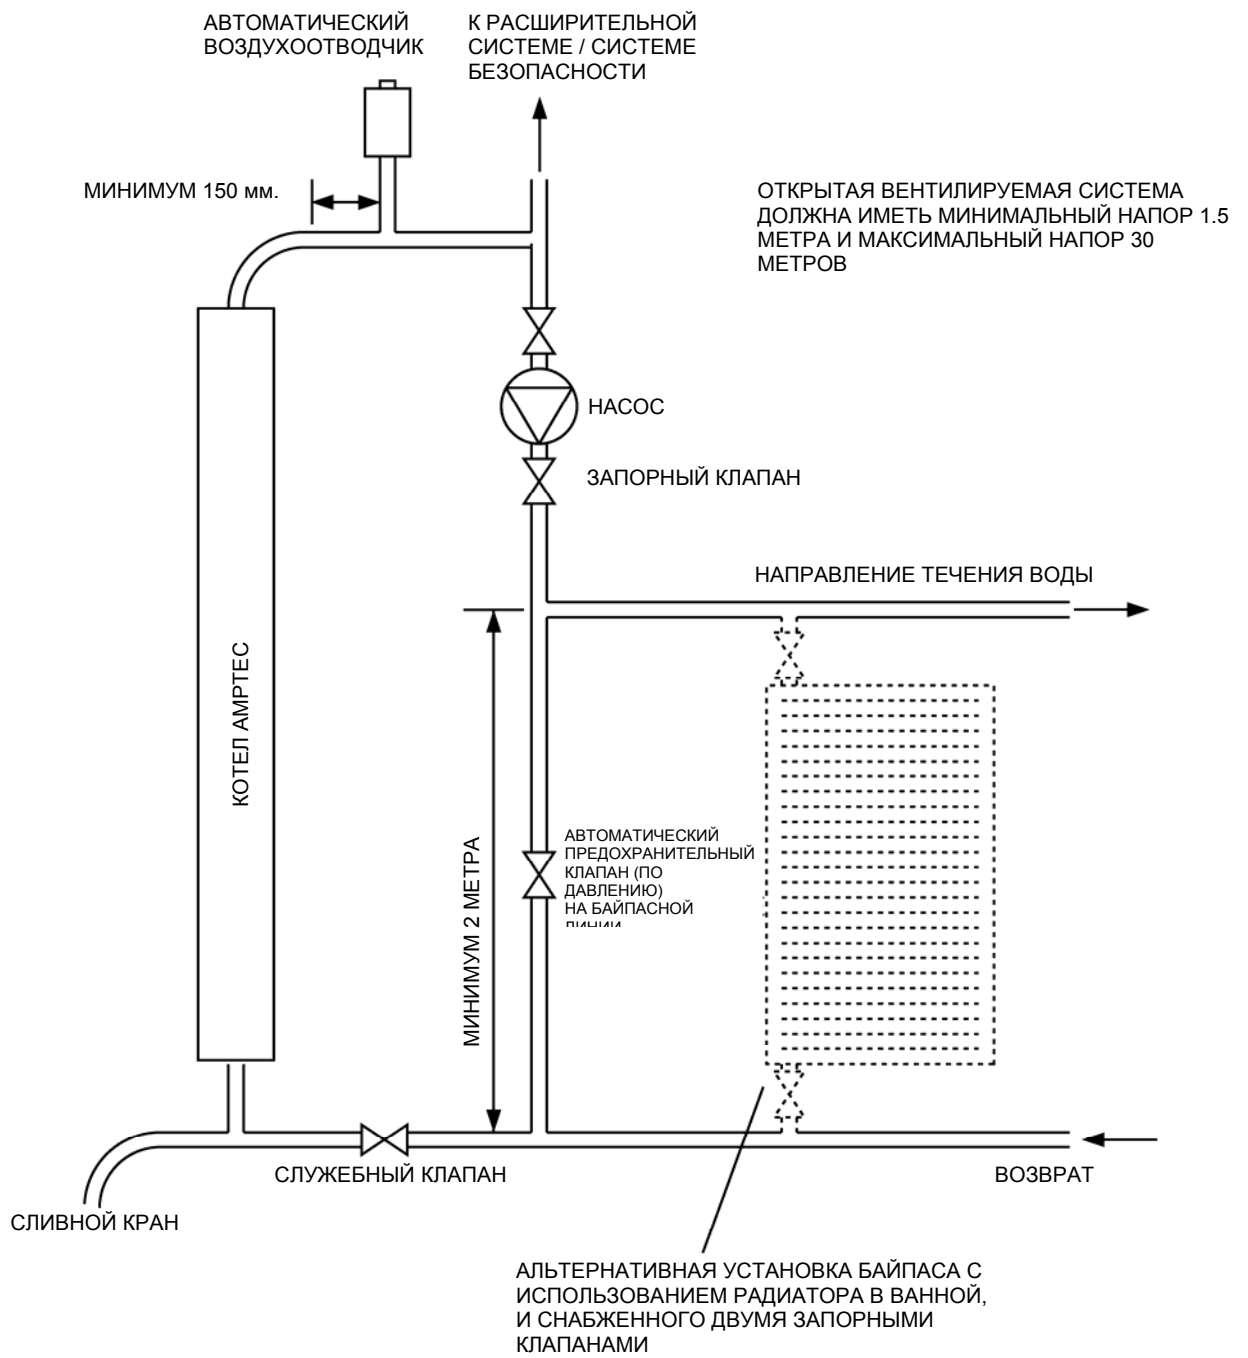 АВТОМАТИЧЕСКИЙ
ВОЗДУХООТВОДЧИК
К РАСШИРИТЕЛЬНОЙ
СИСТЕМЕ / СИСТЕМЕ
БЕЗОПАСНОСТИ
МИНИМУМ 150 мм.
ОТКРЫТАЯ ВЕНТИЛИРУЕМАЯ СИСТЕМА
ДОЛЖНА ИМЕТЬ МИНИМАЛЬНЫЙ НАПОР 1.5
МЕТРА И МАКСИМАЛЬНЫЙ НАПОР 30
МЕТРОВ
НАСОС
ЗАПОРНЫЙ КЛАПАН
НАПРАВЛЕНИЕ ТЕЧЕНИЯ ВОДЫ
КОТЕЛ АМРТЕС
МИНИМУМ 2 МЕТРА
АВТОМАТИЧЕСКИЙ
ПРЕДОХРАНИТЕЛЬНЫЙ
КЛАПАН (ПО
ДАВЛЕНИЮ)
НА БАЙПАСНОЙ
ЛИНИИ
СЛУЖЕБНЫЙ КЛАПАН
ВОЗВРАТ
СЛИВНОЙ КРАН
АЛЬТЕРНАТИВНАЯ УСТАНОВКА БАЙПАСА С
ИСПОЛЬЗОВАНИЕМ РАДИАТОРА В ВАННОЙ,
И СНАБЖЕННОГО ДВУМЯ ЗАПОРНЫМИ
КЛАПАНАМИ